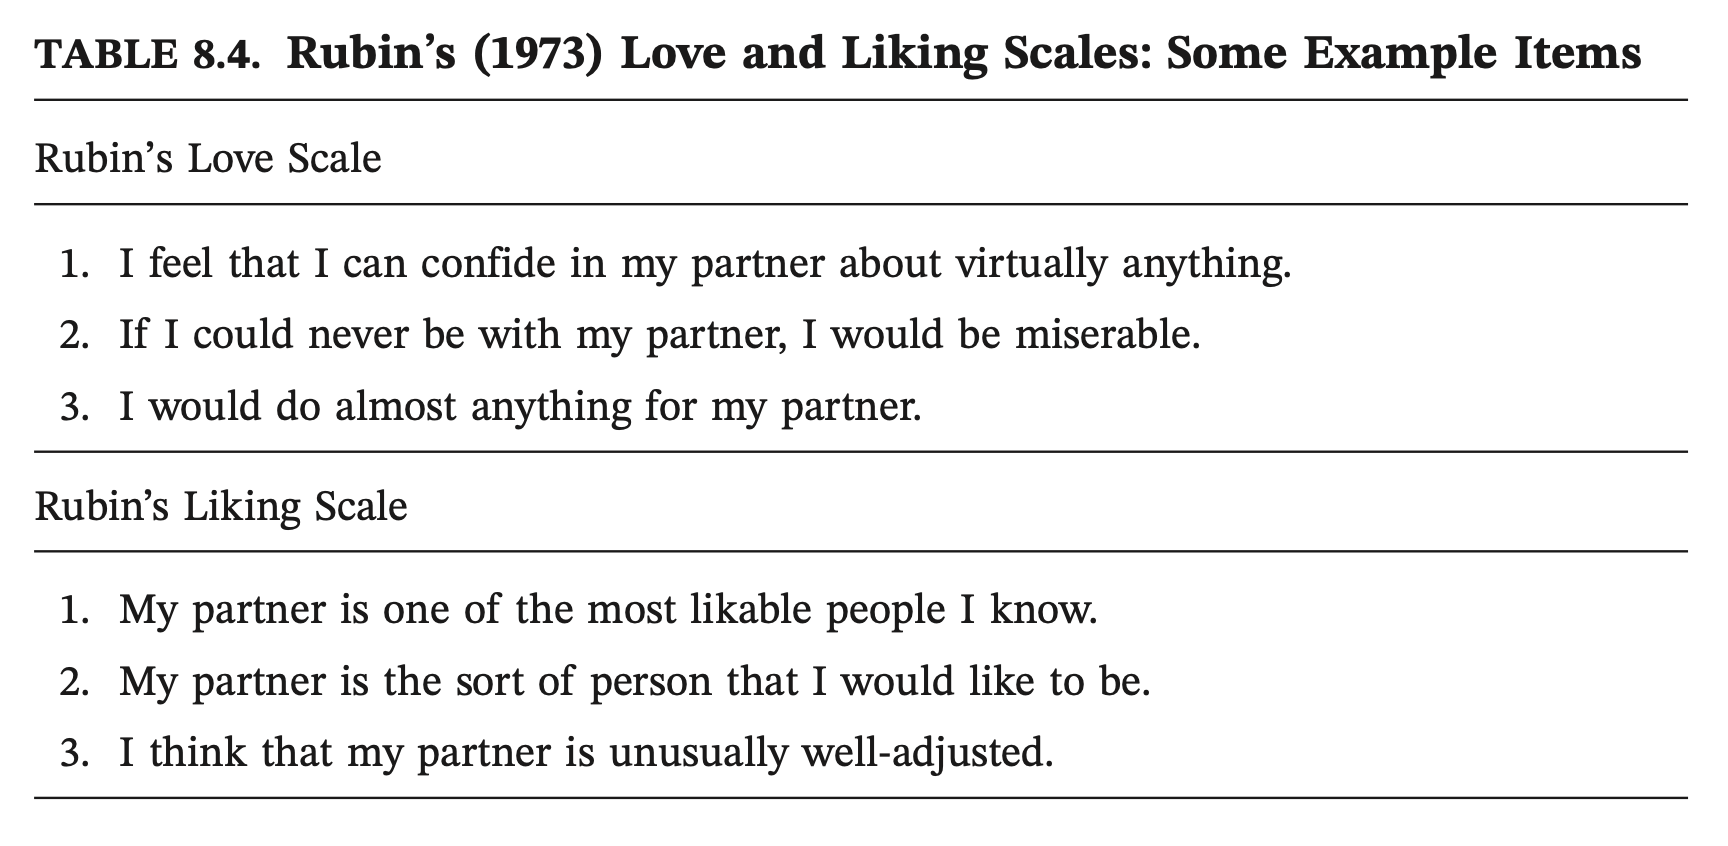 TABLE 8.4. Rubin’s (1973) Love and Liking Scales: Some Example Items
Rubin’s Love Scale
1. I feel that I can confide in my partner about virtually anything.
2. If I could never be with my partner, I would be miserable.
3. I would do almost anything for my partner.
Rubin’s Liking Scale
1. My partner is one of the most likable people I know.
2. My partner is the sort of person that I would like to be.
3. I think that my partner is unusually well-adjusted.